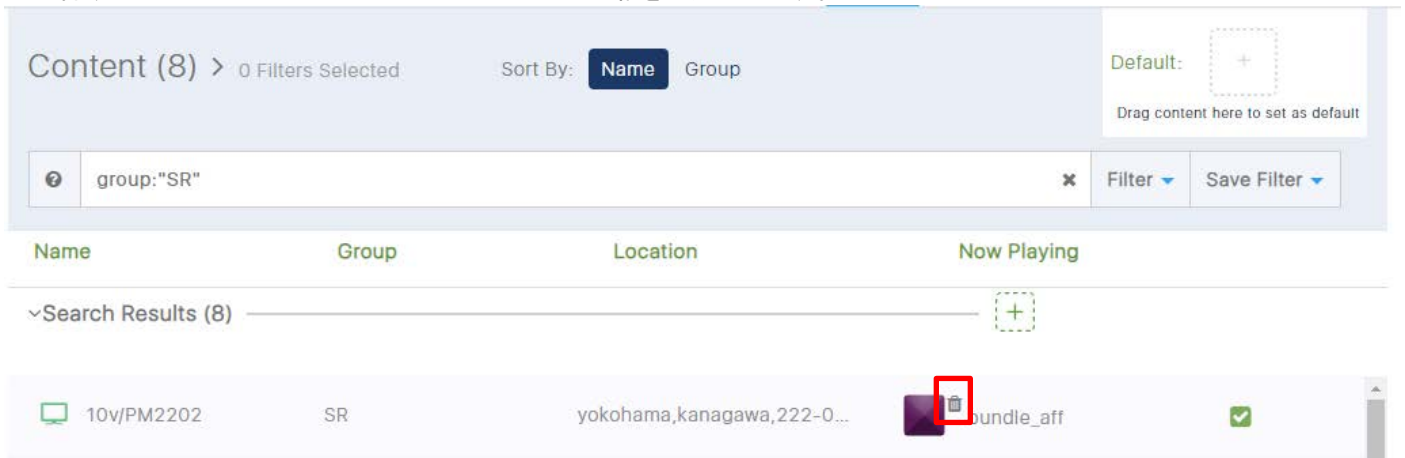 Content (8) > 0 Filters Selected Sort By: Name Group
Default: +
Drag content here to set as default
group:"SR" Filter Save Filter
Name Group Location Now Playing
Search Results (8) +
10v/PM2202 SR yokohama,kanagawa,222-0... bundle_aff